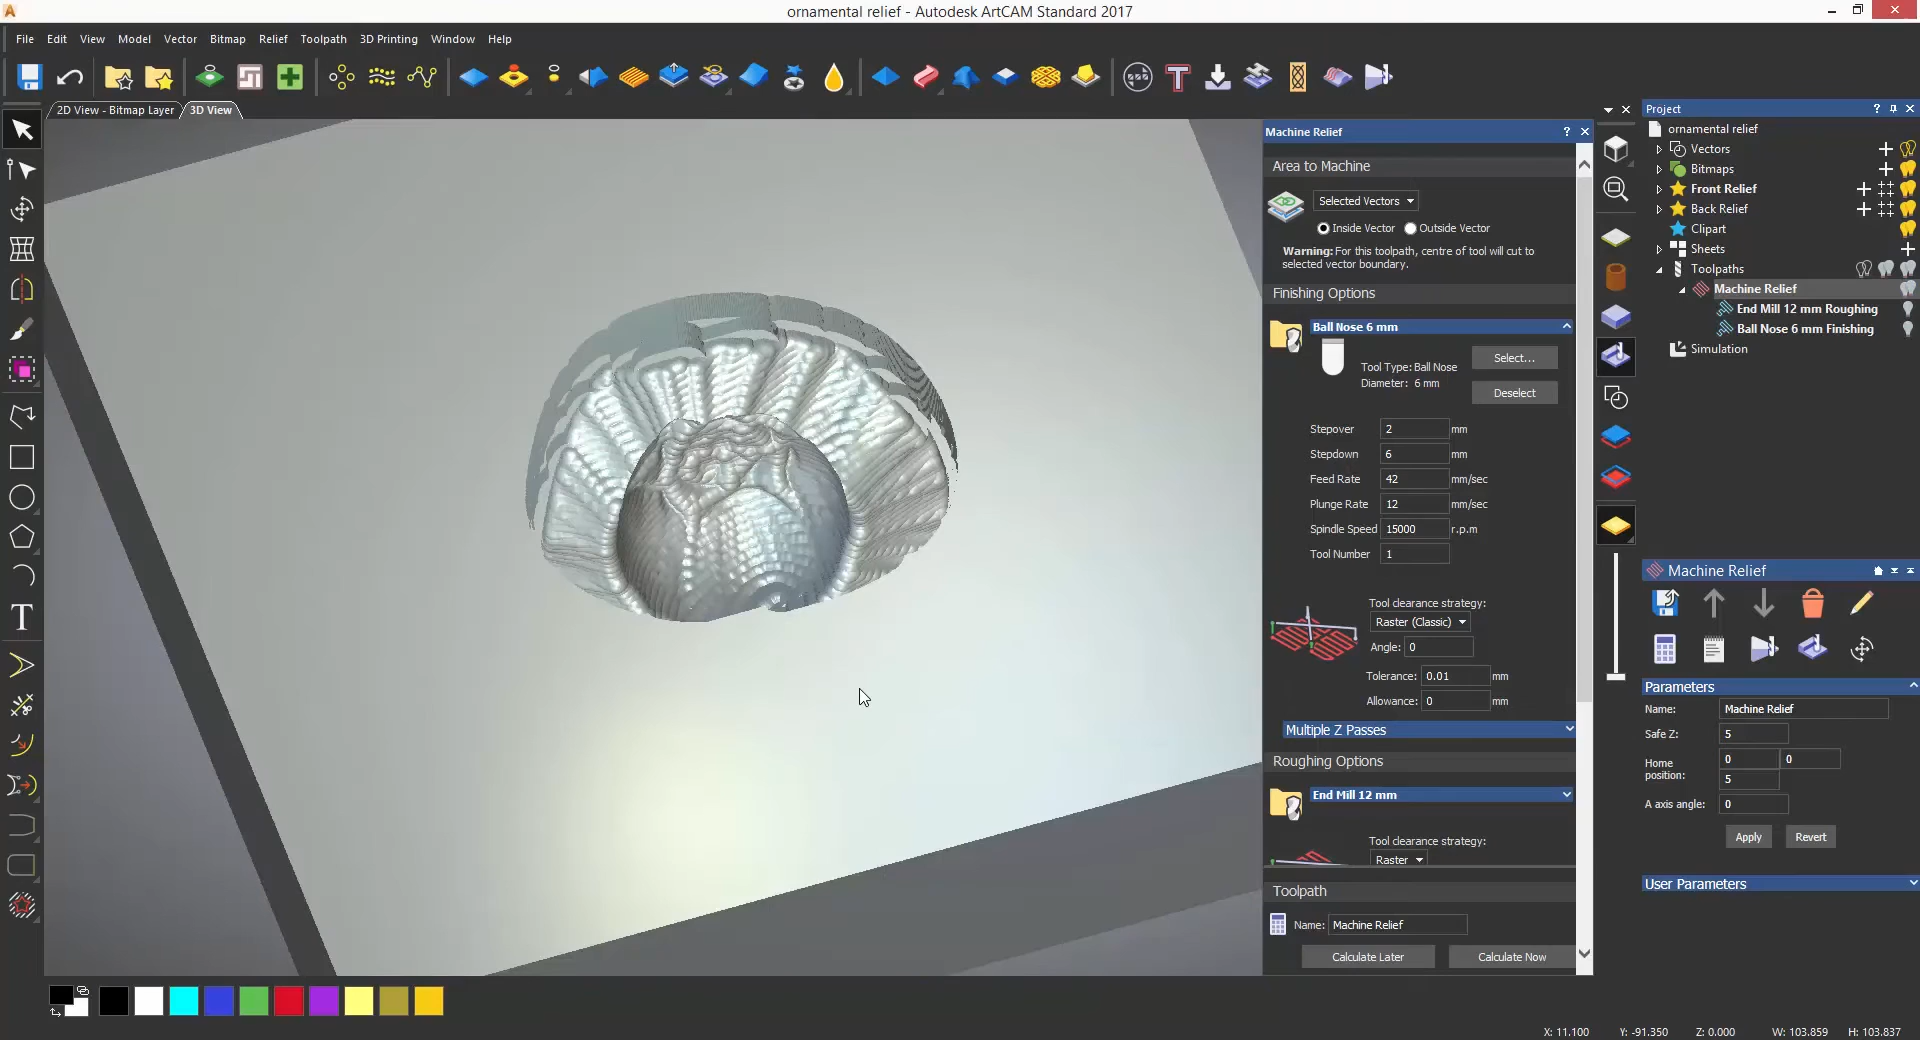 ornamental relief - Autodesk ArtCAM Standard 2017
File Edit View Model Vector Bitmap Relief Toolpath 3D Printing Window Help
2D View - Bitmap Layer 3D View
Machine Relief
Area to Machine
Selected Vectors
Inside Vector Outside Vector
Warning: For this toolpath, centre of tool will cut to
selected vector boundary.
Finishing Options
Ball Nose 6 mm
Select...
Tool Type: Ball Nose
Diameter: 6 mm
Deselect
Stepover 2 mm
Stepdown 6 mm
Feed Rate 42 mm/sec
Plunge Rate 12 mm/sec
Spindle Speed 15000 r.p.m
Tool Number 1
Tool clearance strategy:
Raster (Classic)
Angle: 0
Tolerance: 0.01 mm
Allowance: 0 mm
Multiple Z Passes
Roughing Options
End Mill 12 mm
Tool clearance strategy:
Raster
Toolpath
Name: Machine Relief
Calculate Later Calculate Now
Project
ornamental relief
Vectors
Bitmaps
Front Relief
Back Relief
Clipart
Sheets
Toolpaths
Machine Relief
End Mill 12 mm Roughing
Ball Nose 6 mm Finishing
Simulation
Machine Relief
Parameters
Name: Machine Relief
Safe Z: 5
Home position: 0 0
5
A axis angle: 0
Apply Revert
User Parameters
X: 11.100 Y: -91.350 Z: 0.000 W: 103.859 H: 103.837